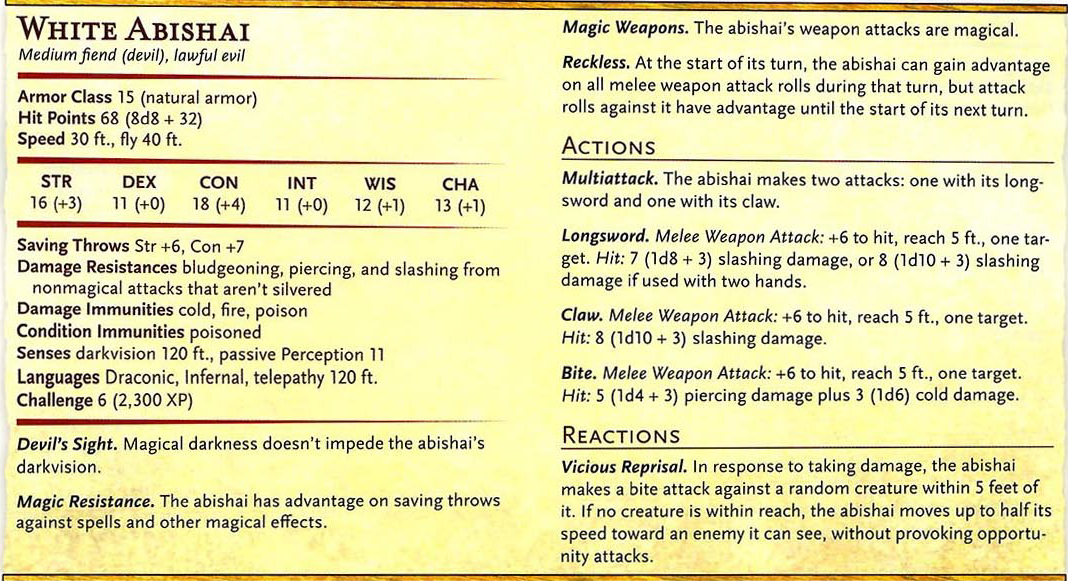 WHITE ABISHAI
Medium fiend (devil), lawful evil
Armor Class 15 (natural armor)
Hit Points 68 (8d8 + 32)
Speed 30 ft., fly 40 ft.
STR DEX CON INT WIS CHA
16 (+3) 11 (+0) 18 (+4) 11 (+0) 12 (+1) 13 (+1)
Saving Throws Str +6, Con +7
Damage Resistances bludgeoning, piercing, and slashing from
nonmagical attacks that aren't silvered
Damage Immunities cold, fire, poison
Condition Immunities poisoned
Senses darkvision 120 ft., passive Perception 11
Languages Draconic, Infernal, telepathy 120 ft.
Challenge 6 (2,300 XP)
Devil's Sight. Magical darkness doesn't impede the abishai's
darkvision.
Magic Resistance. The abishai has advantage on saving throws
against spells and other magical effects.
Magic Weapons. The abishai's weapon attacks are magical.
Reckless. At the start of its turn, the abishai can gain advantage
on all melee weapon attack rolls during that turn, but attack
rolls against it have advantage until the start of its next turn.
ACTIONS
Multiattack. The abishai makes two attacks: one with its long-
sword and one with its claw.
Longsword. Melee Weapon Attack: +6 to hit, reach 5 ft., one tar-
get. Hit: 7 (1d8 + 3) slashing damage, or 8 (1d10 + 3) slashing
damage if used with two hands.
Claw. Melee Weapon Attack: +6 to hit, reach 5 ft., one target.
Hit: 8 (1d10 + 3) slashing damage.
Bite. Melee Weapon Attack: +6 to hit, reach 5 ft., one target.
Hit: 5 (1d4 + 3) piercing damage plus 3 (1d6) cold damage.
REACTIONS
Vicious Reprisal. In response to taking damage, the abishai
makes a bite attack against a random creature within 5 feet of
it. If no creature is within reach, the abishai moves up to half its
speed toward an enemy it can see, without provoking opportu-
nity attacks.